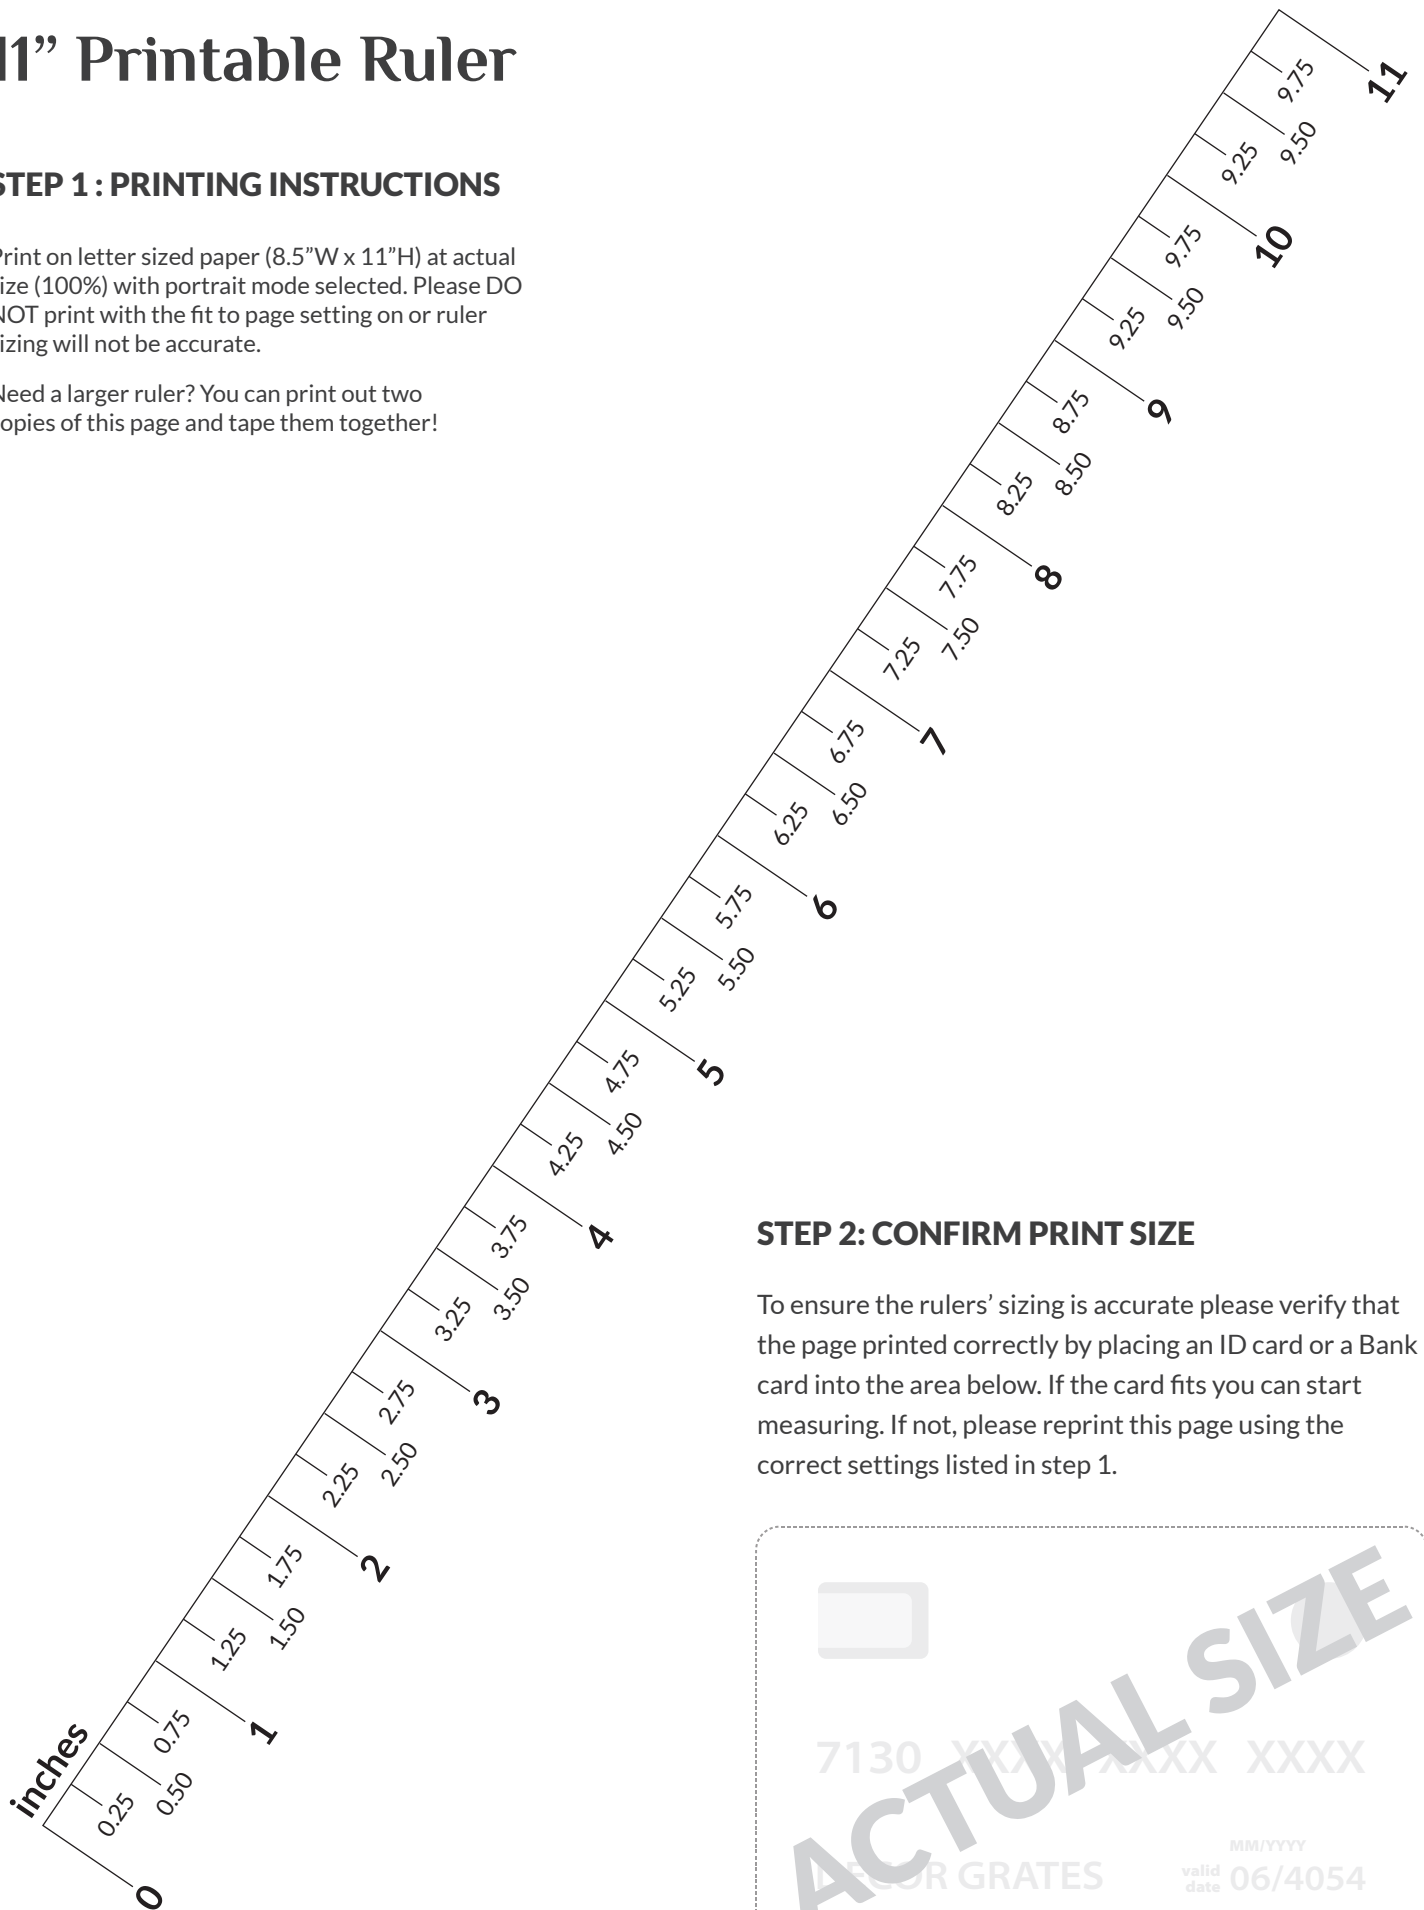 11” Printable Ruler
STEP 1 : PRINTING INSTRUCTIONS
Print on letter sized paper (8.5”W x 11”H) at actual
size (100%) with portrait mode selected. Please DO
NOT print with the fit to page setting on or ruler
sizing will not be accurate.
Need a larger ruler? You can print out two
copies of this page and tape them together!
11
9.75
9.50
9.25
10
9.75
9.50
9.25
9
8.75
8.50
8.25
8
7.75
7.50
7.25
7
6.75
6.50
6.25
6
5.75
5.50
5.25
5
4.75
4.50
4.25
4
3.75
3.50
3.25
3
2.75
2.50
2.25
2
1.75
1.50
1.25
1
0.75
0.50
0.25
0
inches
STEP 2: CONFIRM PRINT SIZE
To ensure the rulers’ sizing is accurate please verify that
the page printed correctly by placing an ID card or a Bank
card into the area below. If the card fits you can start
measuring. If not, please reprint this page using the
correct settings listed in step 1.
ACTUAL SIZE
7130 XXXX XXXX XXXX
MM/YYYY
DECOR GRATES
valid date 06/4054